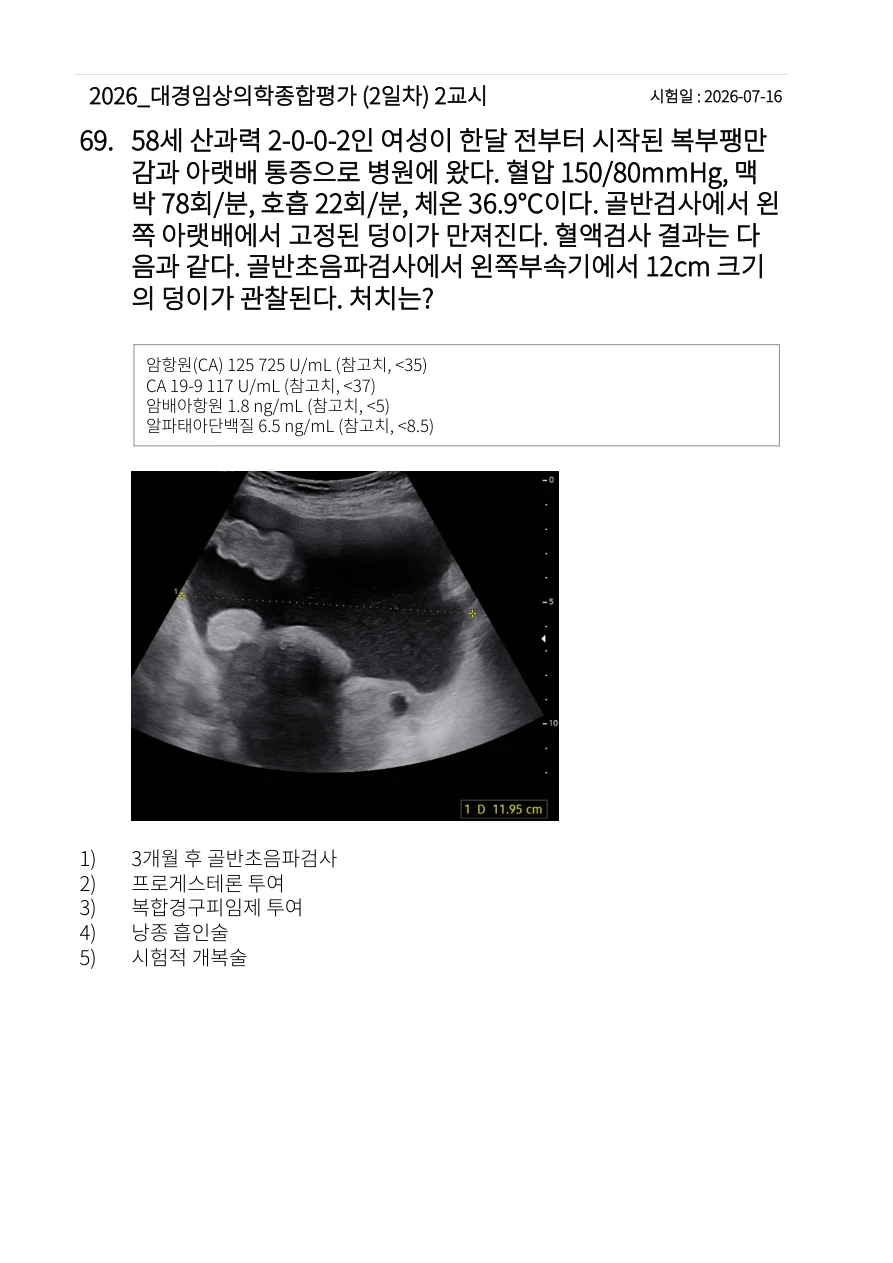 2026_대경임상의학종합평가 (2일차) 2교시
시험일 : 2026-07-16
69. 58세 산과력 2-0-0-2인 여성이 한달 전부터 시작된 복부팽만
감과 아랫배 통증으로 병원에 왔다. 혈압 150/80mmHg, 맥
박 78회/분, 호흡 22회/분, 체온 36.9℃이다. 골반검사에서 왼
쪽 아랫배에서 고정된 덩이가 만져진다. 혈액검사 결과는 다
음과 같다. 골반초음파검사에서 왼쪽부속기에서 12cm 크기
의 덩이가 관찰된다. 처치는?
암항원(CA) 125 725 U/mL (참고치, <35)
CA 19-9 117 U/mL (참고치, <37)
암배아항원 1.8 ng/mL (참고치, <5)
알파태아단백질 6.5 ng/mL (참고치, <8.5)
0
1
5
10
1 D 11.95 cm
1) 3개월 후 골반초음파검사
2) 프로게스테론 투여
3) 복합경구피임제 투여
4) 낭종 흡인술
5) 시험적 개복술